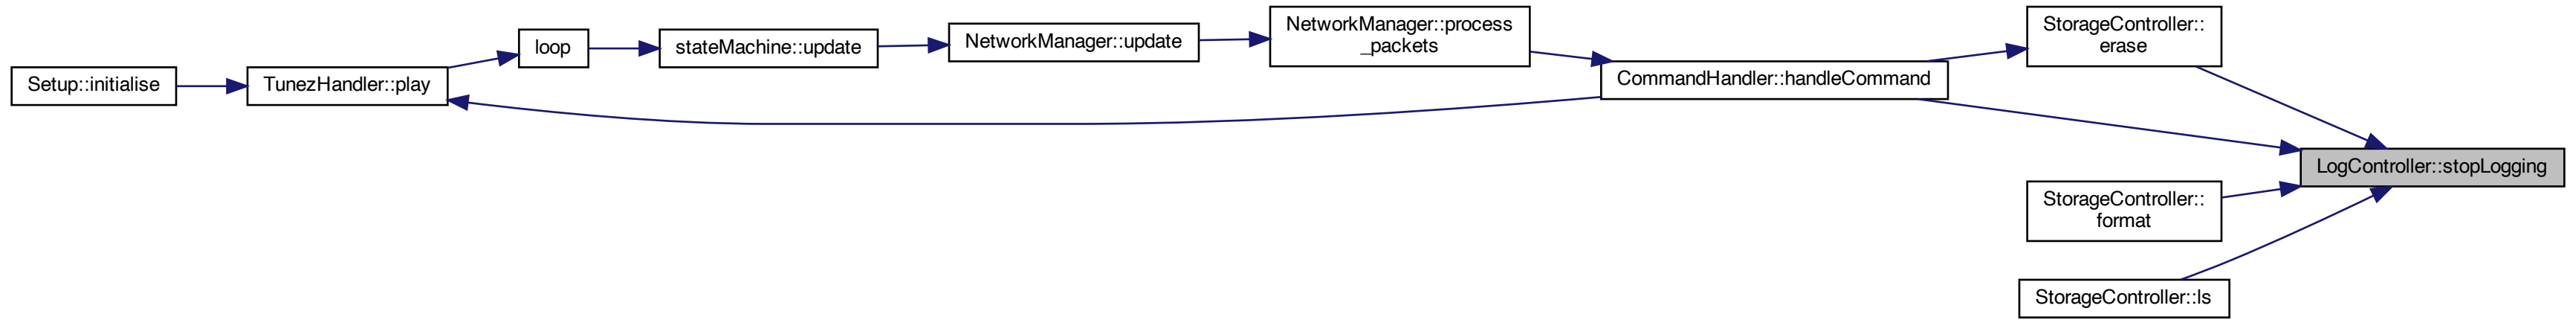 Setup::initialise
TunezHandler::play
loop
stateMachine::update
NetworkManager::update
NetworkManager::process
_packets
CommandHandler::handleCommand
StorageController::
erase
StorageController::
format
StorageController::ls
LogController::stopLogging